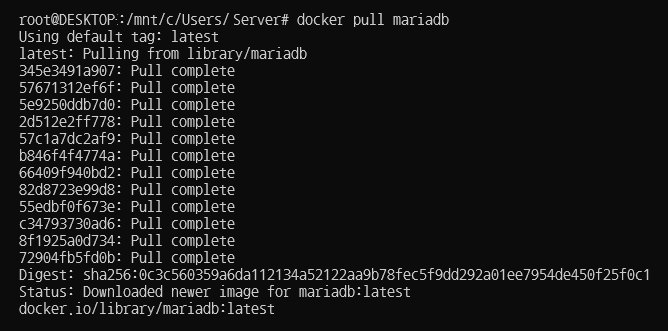 root@DESKTOP:/mnt/c/Users/ Server# docker pull mariadb
Using default tag: latest
latest: Pulling from library/mariadb
345e3491a907: Pull complete
57671312ef6f: Pull complete
5e9250ddb7d0: Pull complete
2d512e2ff778: Pull complete
57c1a7dc2af9: Pull complete
b846f4f4774a: Pull complete
66409f940bd2: Pull complete
82d8723e99d8: Pull complete
55edbf0f673e: Pull complete
c34793730ad6: Pull complete
8f1925a0d734: Pull complete
72904fb5fd0b: Pull complete
Digest: sha256:0c3c560359a6da112134a52122aa9b78fec5f9dd292a01ee7954de450f25f0c1
Status: Downloaded newer image for mariadb:latest
docker.io/library/mariadb:latest